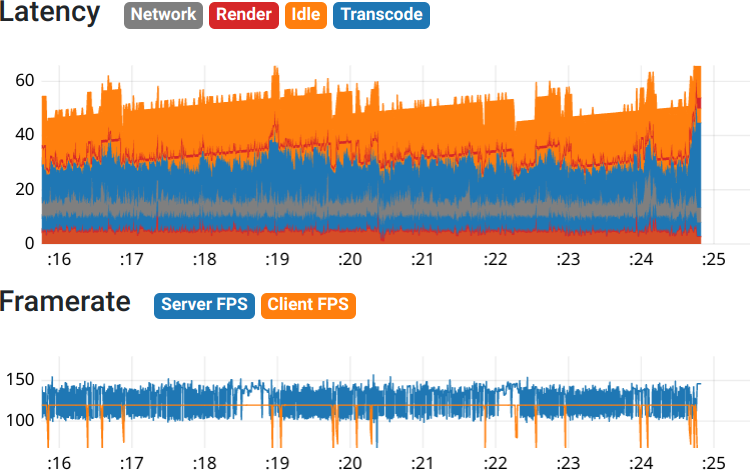 Latency Network Render Idle Transcode
60
40
20
0
:16 :17 :18 :19 :20 :21 :22 :23 :24 :25
Framerate Server FPS Client FPS
150
100
:16 :17 :18 :19 :20 :21 :22 :23 :24 :25